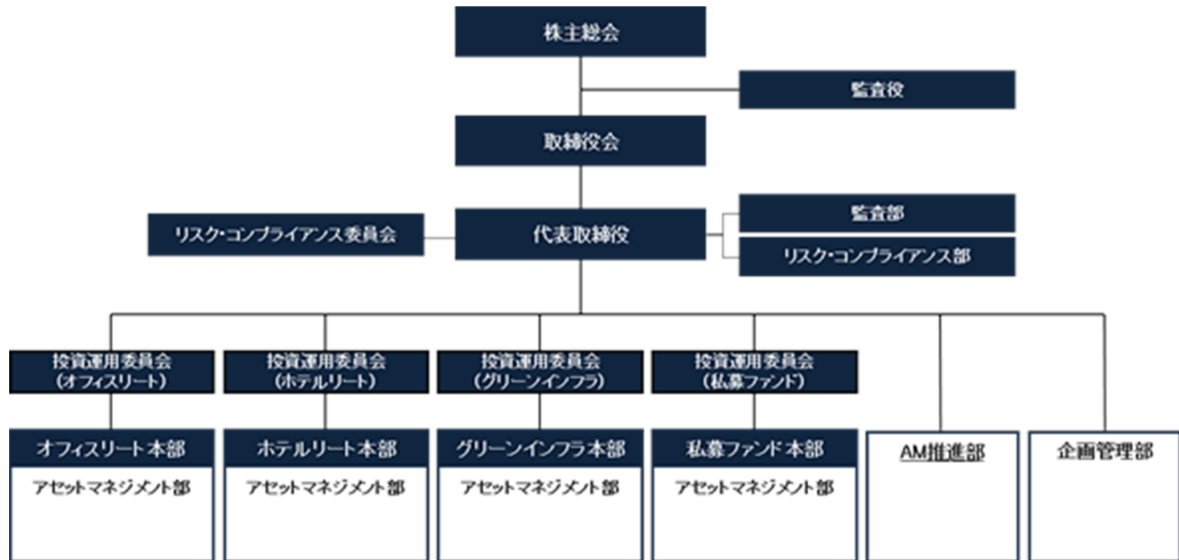 株主総会
監査役
取締役会
監査部
リスク・コンプライアンス委員会
代表取締役
リスク・コンプライアンス部
投資運用委員会
(オフィスリート)
投資運用委員会
(ホテルリート)
投資運用委員会
(グリーンインフラ)
投資運用委員会
(私募ファンド)
オフィスリート本部
アセットマネジメント部
ホテルリート本部
アセットマネジメント部
グリーンインフラ本部
アセットマネジメント部
私募ファンド本部
アセットマネジメント部
AM推進部
企画管理部